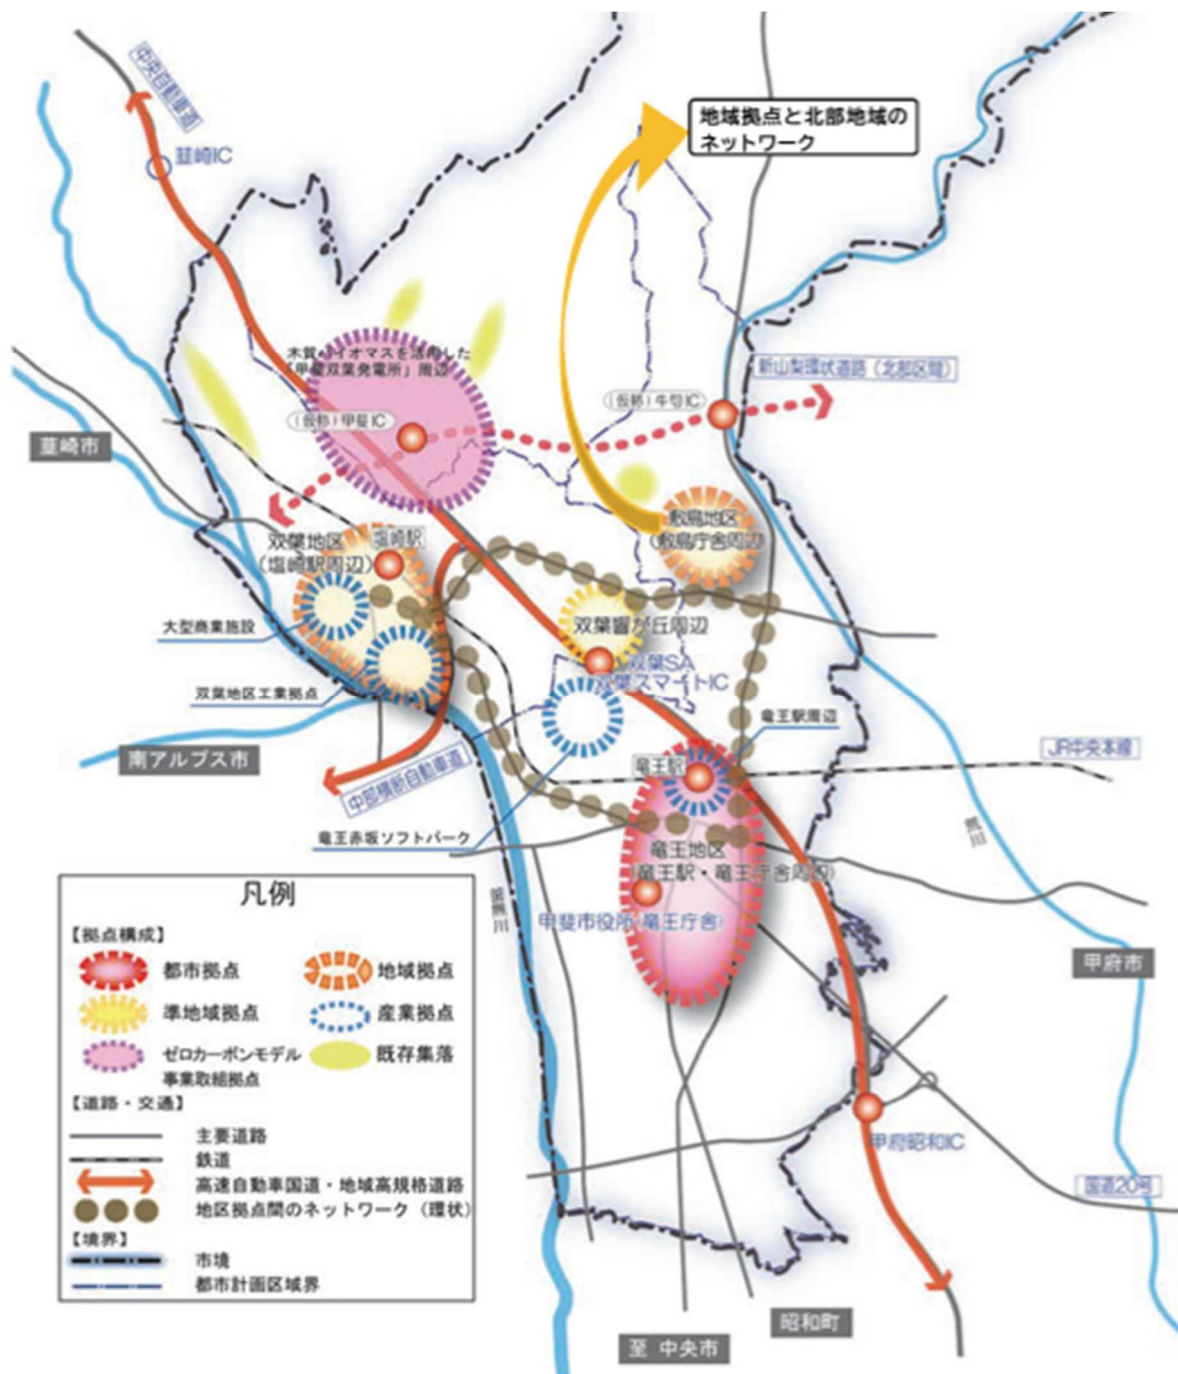 中央自動車道
韮崎IC
地域拠点と北部地域の
ネットワーク
木質バイオマスを活用した
「甲斐双葉発電所」周辺
(仮称)甲斐IC
(仮称)牛句IC
新山梨環状道路(北部区間)
韮崎市
双葉地区
(塩崎駅周辺)
塩崎駅
敷島地区
(敷島庁舎周辺)
大型商業施設
双葉響が丘周辺
双葉SA
双葉スマートIC
双葉地区工業拠点
竜王駅周辺
南アルプス市
中部横断自動車道
竜王駅
JR中央本線
竜王赤坂ソフトパーク
荒川
竜王地区
(竜王駅・竜王庁舎周辺)
甲斐市役所(竜王庁舎)
釜無川
甲府市
凡例
【拠点構成】
都市拠点
地域拠点
準地域拠点
産業拠点
ゼロカーボンモデル
事業取組拠点
既存集落
【道路・交通】
主要道路
鉄道
高速自動車国道・地域高規格道路
地区拠点間のネットワーク(環状)
【境界】
市境
都市計画区域界
甲府昭和IC
国道20号
昭和町
至 中央市